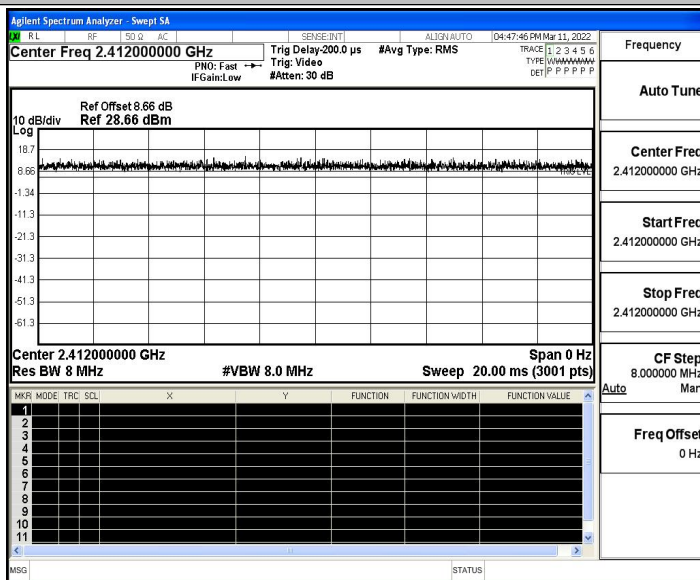 Agilent Spectrum Analyzer - Swept SA
RL RF 50 Ω AC SENSE:INT ALIGN AUTO 04:47:46 PM Mar 11, 2022
Center Freq 2.412000000 GHz
PNO: Fast
IFGain:Low
Trig Delay-200.0 µs
Trig: Video
#Atten: 30 dB
#Avg Type: RMS
TRACE 1 2 3 4 5 6
TYPE
DET P P P P P P
Ref Offset 8.66 dB
10 dB/div Ref 28.66 dBm
Log
18.7
8.66
-1.34
-11.3
-21.3
-31.3
-41.3
-51.3
-61.3
Center 2.412000000 GHz Span 0 Hz
Res BW 8 MHz #VBW 8.0 MHz Sweep 20.00 ms (3001 pts)
MKR MODE TRC SCL X Y FUNCTION FUNCTION WIDTH FUNCTION VALUE
1
2
3
4
5
6
7
8
9
10
11
MSG STATUS
Frequency
Auto Tune
Center Freq
2.412000000 GHz
Start Freq
2.412000000 GHz
Stop Freq
2.412000000 GHz
CF Step
8.000000 MHz
Auto Man
Freq Offset
0 Hz